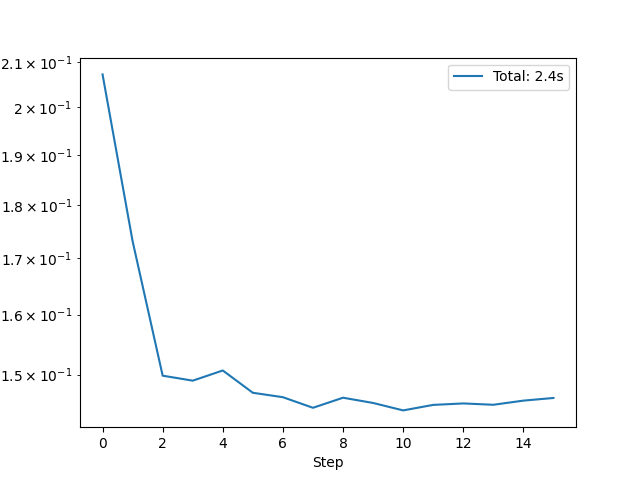 2.1 × 10⁻¹
2 × 10⁻¹
1.9 × 10⁻¹
1.8 × 10⁻¹
1.7 × 10⁻¹
1.6 × 10⁻¹
1.5 × 10⁻¹
Total: 2.4s
0 2 4 6 8 10 12 14
Step